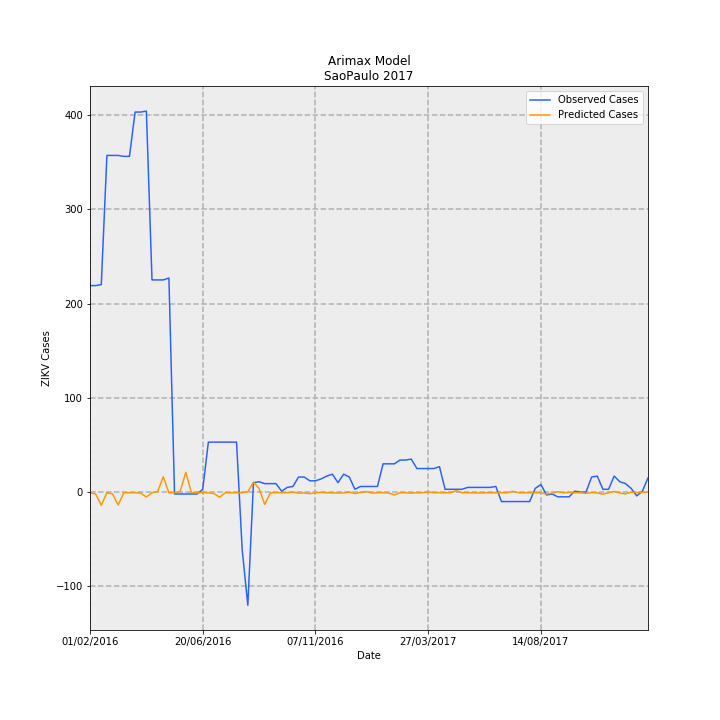 Arimax Model
SaoPaulo 2017
Observed Cases
Predicted Cases
400
300
200
100
0
−100
ZIKV Cases
01/02/2016
20/06/2016
07/11/2016
27/03/2017
14/08/2017
Date